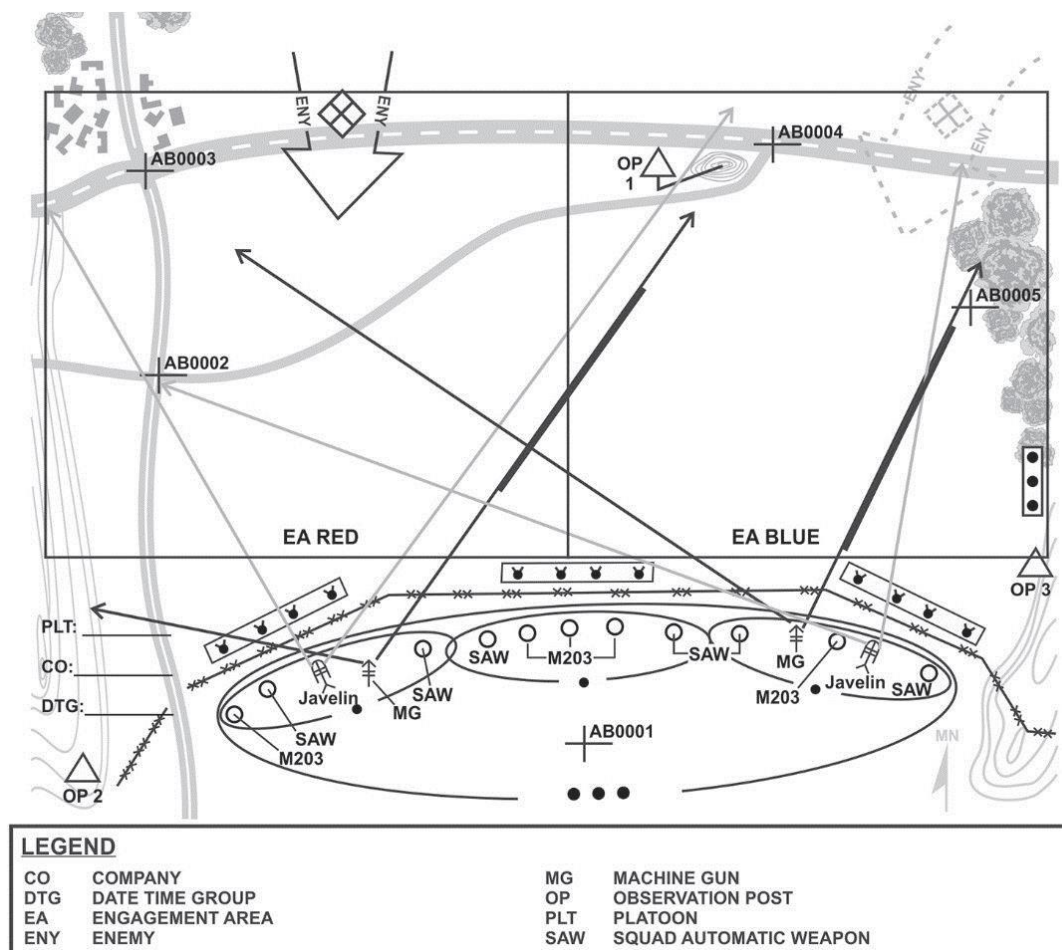 ENY
ENY
ENY
ENY
AB0004
AB0003
OP
1
AB0005
AB0002
EA RED
EA BLUE
OP 3
PLT:
SAW
M203
SAW
MG
CO:
Javelin
SAW
M203
Javelin
SAW
DTG:
MG
SAW
AB0001
MN
M203
OP 2
LEGEND
CO COMPANY
DTG DATE TIME GROUP
EA ENGAGEMENT AREA
ENY ENEMY
MG MACHINE GUN
OP OBSERVATION POST
PLT PLATOON
SAW SQUAD AUTOMATIC WEAPON